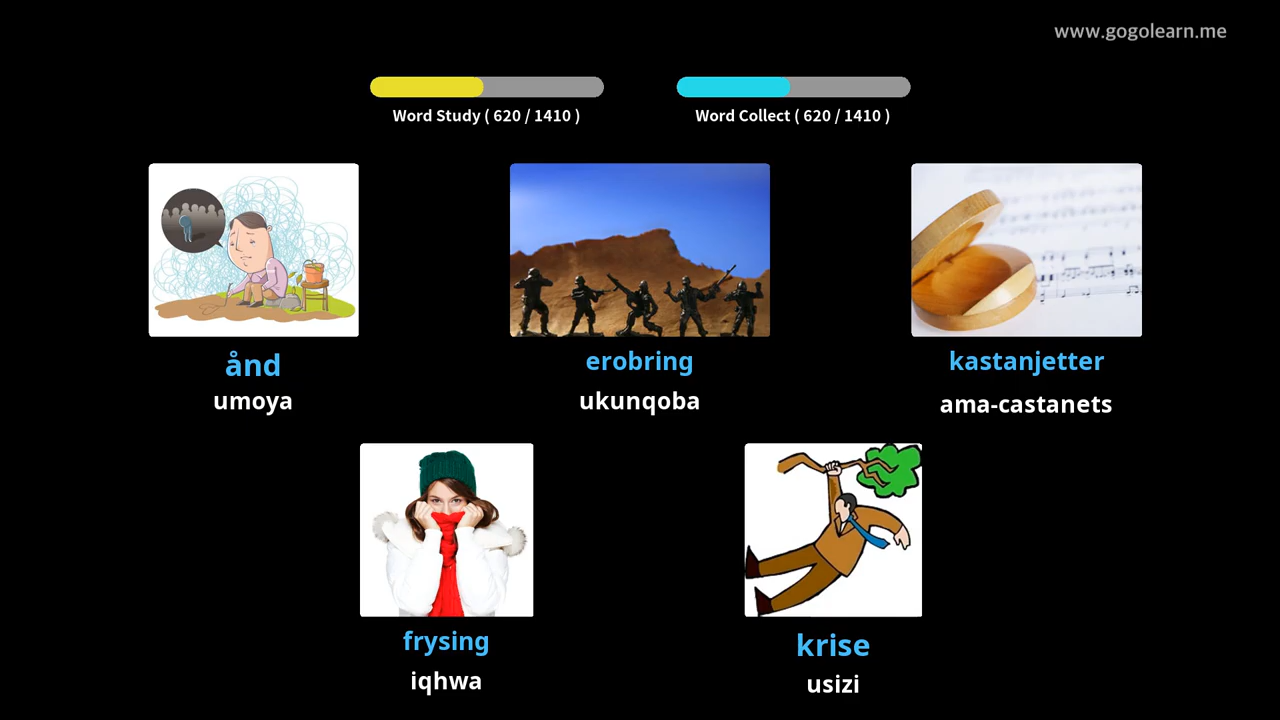 www.gogolearn.me
Word Study ( 620 / 1410 )
Word Collect ( 620 / 1410 )
ånd
umoya
erobring
ukunqoba
kastanjetter
ama-castanets
frysing
iqhwa
krise
usizi